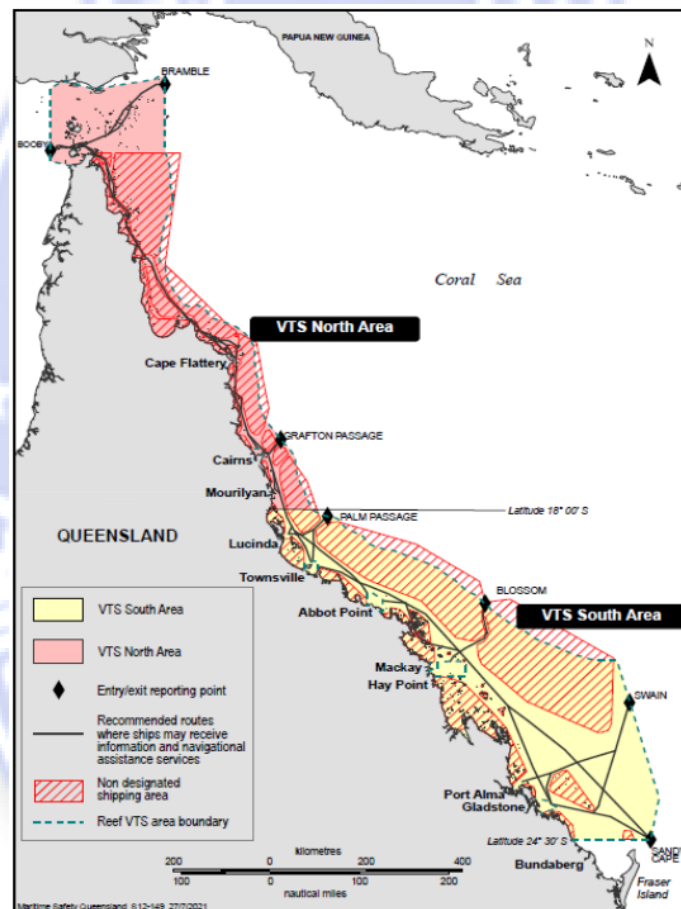 PAPUA NEW GUINEA
N
BRAMBLE
BOOBY
Coral Sea
VTS North Area
Cape Flattery
GRAFTON PASSAGE
Cairns
Mourilyan
Latitude 18° 00' S
PALM PASSAGE
QUEENSLAND
Lucinda
Townsville
BLOSSOM
Abbot Point
VTS South Area
VTS South Area
VTS North Area
Mackay
Hay Point
Entry/exit reporting point
SWAIN
Recommended routes
where ships may receive
information and navigational
assistance services
Non designated
shipping area
Port Alma
Gladstone
Reef VTS area boundary
Latitude 24° 30' S
SANDY
CAPE
Bundaberg
Fraser
Island
kilometres
200 0 200 400
100 0 100 200
nautical miles
Maritime Safety Queensland S12-149 27/7/2021